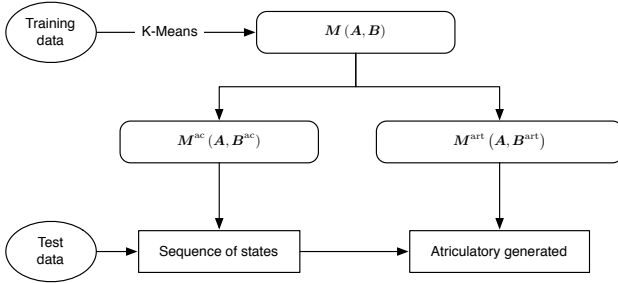 Training
data
K-Means
M (A, B)
M^ac (A, B^ac)
M^art (A, B^art)
Test
data
Sequence of states
Atriculatory generated